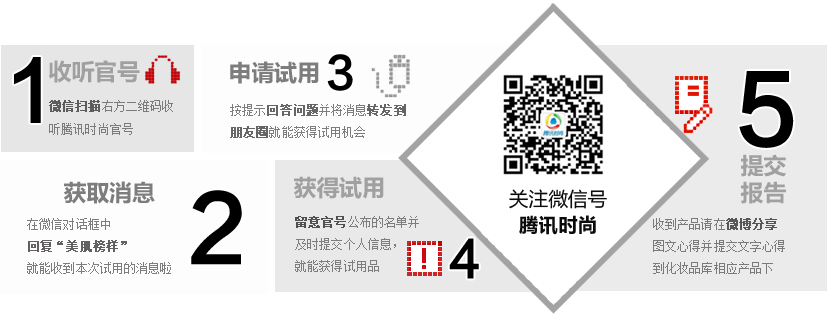 1
收听官号
微信扫描右方二维码收
听腾讯时尚官号
获取消息
2
在微信对话框中
回复“美肌榜样”
就能收到本次试用的消息啦
申请试用
3
按提示回答问题并将消息转发到
朋友圈就能获得试用机会
获得试用
留意官号公布的名单并
及时提交个人信息，
就能获得试用品
!
4
腾讯时尚
关注微信号
腾讯时尚
5
提交
报告
收到产品请在微博分享
图文心得并提交文字心得
到化妆品库相应产品下